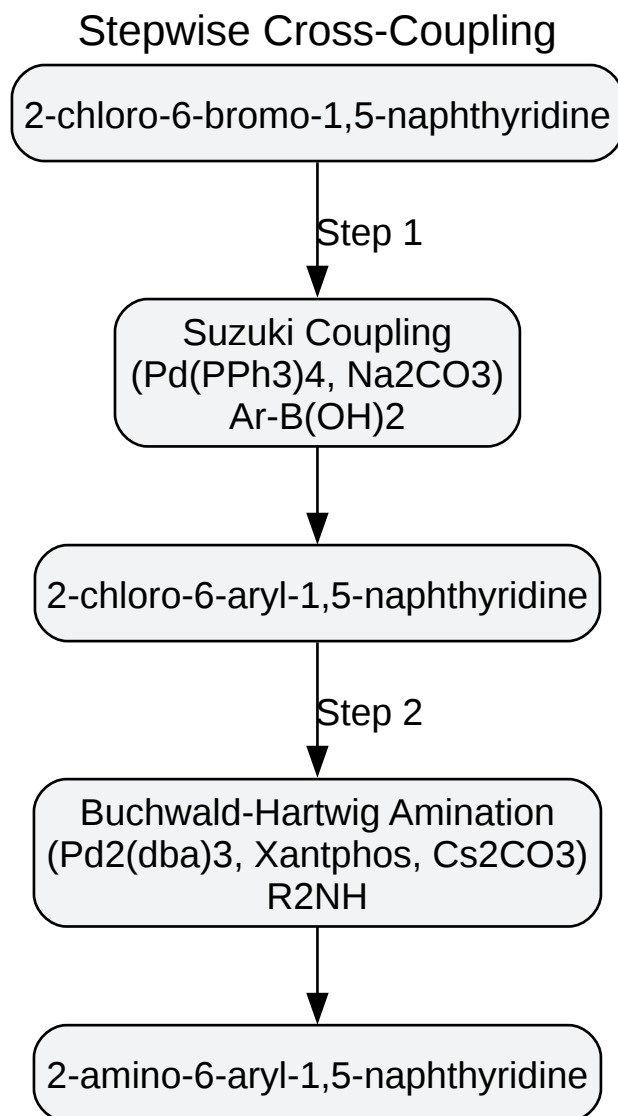 Stepwise Cross-Coupling
2-chloro-6-bromo-1,5-naphthyridine
Step 1
Suzuki Coupling
(Pd(PPh3)4, Na2CO3)
Ar-B(OH)2
2-chloro-6-aryl-1,5-naphthyridine
Step 2
Buchwald-Hartwig Amination
(Pd2(dba)3, Xantphos, Cs2CO3)
R2NH
2-amino-6-aryl-1,5-naphthyridine